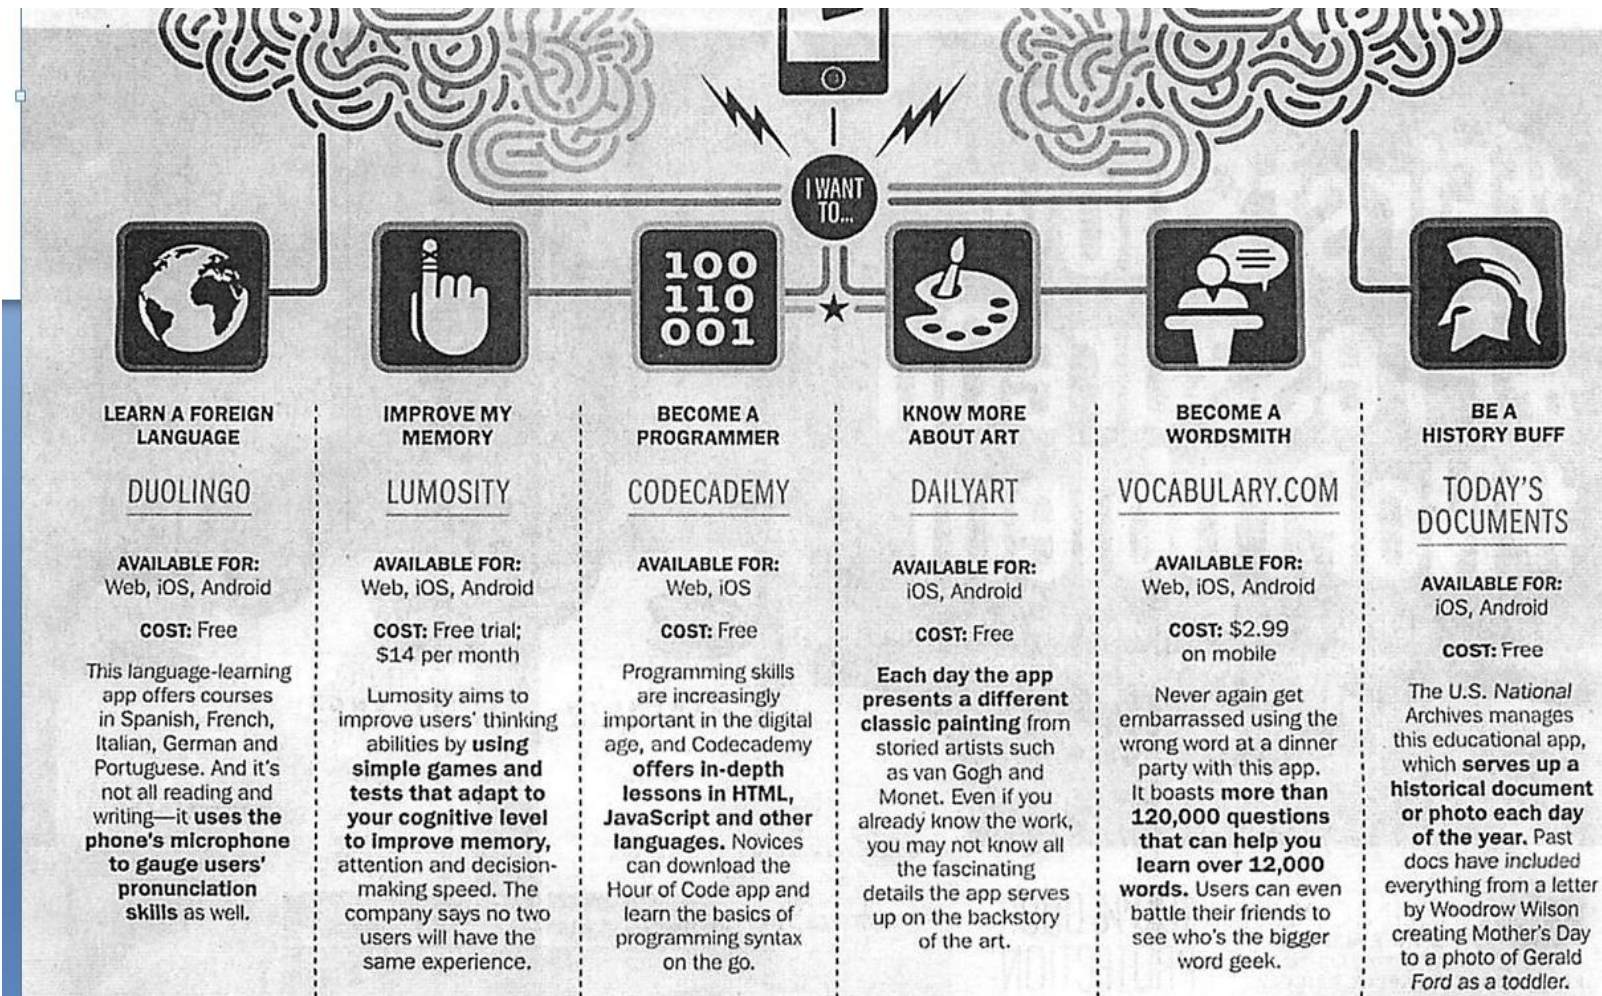 I WANT
TO...
100
110
001
LEARN A FOREIGN
LANGUAGE
DUOLINGO
AVAILABLE FOR:
Web, iOS, Android
COST: Free
This language-learning
app offers courses
in Spanish, French,
Italian, German and
Portuguese. And it's
not all reading and
writing—it uses the
phone's microphone
to gauge users'
pronunciation
skills as well.
IMPROVE MY
MEMORY
LUMOSITY
AVAILABLE FOR:
Web, iOS, Android
COST: Free trial;
$14 per month
Lumosity aims to
improve users' thinking
abilities by using
simple games and
tests that adapt to
your cognitive level
to improve memory,
attention and decision-
making speed. The
company says no two
users will have the
same experience.
BECOME A
PROGRAMMER
CODECADEMY
AVAILABLE FOR:
Web, iOS
COST: Free
Programming skills
are increasingly
important in the digital
age, and Codecademy
offers in-depth
lessons in HTML,
JavaScript and other
languages. Novices
can download the
Hour of Code app and
learn the basics of
programming syntax
on the go.
KNOW MORE
ABOUT ART
DAILYART
AVAILABLE FOR:
iOS, Android
COST: Free
Each day the app
presents a different
classic painting from
storied artists such
as van Gogh and
Monet. Even if you
already know the work,
you may not know all
the fascinating
details the app serves
up on the backstory
of the art.
BECOME A
WORDSMITH
VOCABULARY.COM
AVAILABLE FOR:
Web, iOS, Android
COST: $2.99
on mobile
Never again get
embarrassed using the
wrong word at a dinner
party with this app.
It boasts more than
120,000 questions
that can help you
learn over 12,000
words. Users can even
battle their friends to
see who's the bigger
word geek.
BE A
HISTORY BUFF
TODAY'S
DOCUMENTS
AVAILABLE FOR:
iOS, Android
COST: Free
The U.S. National
Archives manages
this educational app,
which serves up a
historical document
or photo each day
of the year. Past
docs have included
everything from a letter
by Woodrow Wilson
creating Mother's Day
to a photo of Gerald
Ford as a toddler.